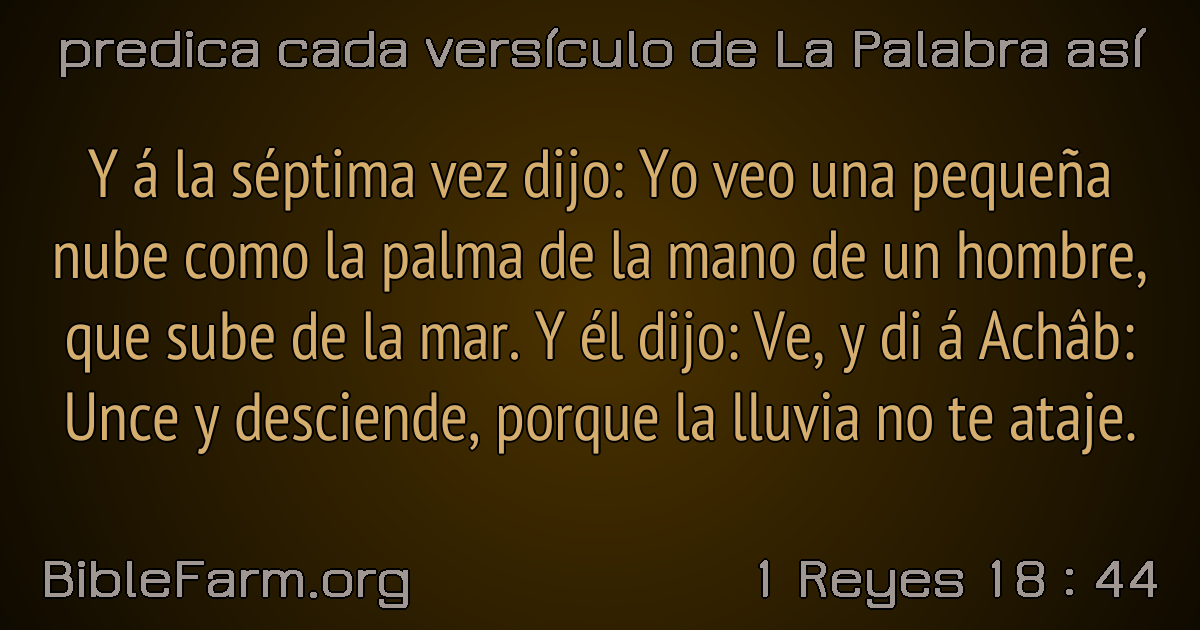 predica cada versículo de La Palabra así
Y á la séptima vez dijo: Yo veo una pequeña
nube como la palma de la mano de un hombre,
que sube de la mar. Y él dijo: Ve, y di á Achâb:
Unce y desciende, porque la lluvia no te ataje.
BibleFarm.org
1 Reyes 18 : 44